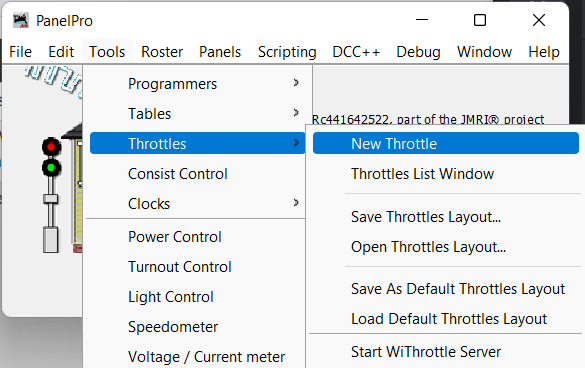 PanelPro
File Edit Tools Roster Panels Scripting DCC++ Debug Window Help
Programmers
Tables
Rc441642522, part of the JMRI® project
Throttles
New Throttle
Consist Control
Throttles List Window
Clocks
Save Throttles Layout...
Power Control
Open Throttles Layout...
Turnout Control
Light Control
Save As Default Throttles Layout
Speedometer
Load Default Throttles Layout
Voltage / Current meter
Start WiThrottle Server